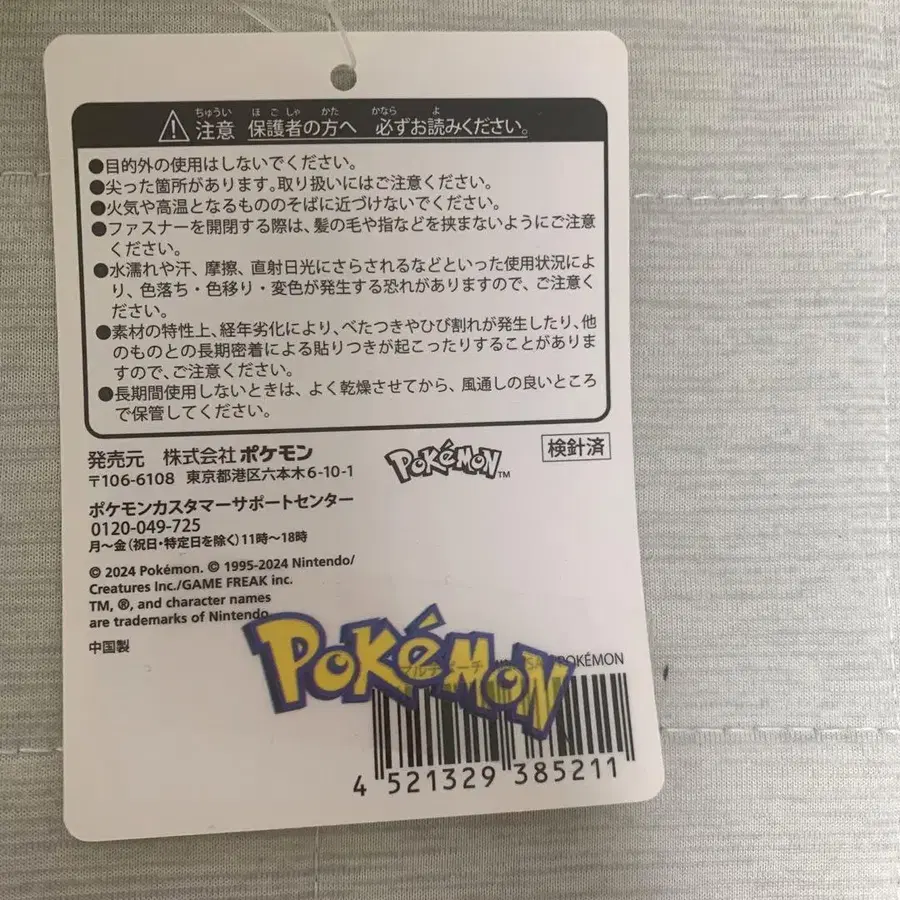 ちゅうい ほごしゃ かた かなら よ
注意 保護者の方へ 必ずお読みください。
●目的外の使用はしないでください。
●尖った箇所があります。取り扱いにはご注意ください。
●火気や高温となるもののそばに近づけないでください。
●ファスナーを開閉する際は、髪の毛や指などを挟まないようにご注意
ください。
●水濡れや汗、摩擦、直射日光にさらされるなどといった使用状況によ
り、色落ち・色移り・変色が発生する恐れがありますので、ご注意くだ
さい。
●素材の特性上、経年劣化により、べたつきやひび割れが発生したり、他
のものとの長期密着による貼りつきが起こったりすることがありま
すので、ご注意ください。
●長期間使用しないときは、よく乾燥させてから、風通しの良いところ
で保管してください。
発売元 株式会社ポケモン
〒106-6108 東京都港区六本木6-10-1
POKÉMON™
検針済
ポケモンカスタマーサポートセンター
0120-049-725
月〜金(祝日・特定日を除く)11時〜18時
© 2024 Pokémon. © 1995-2024 Nintendo/
Creatures Inc./GAME FREAK inc.
TM, ®, and character names
are trademarks of Nintendo.
中国製
POKÉMON
マルチポーチ POKÉMON
4 521329 385211